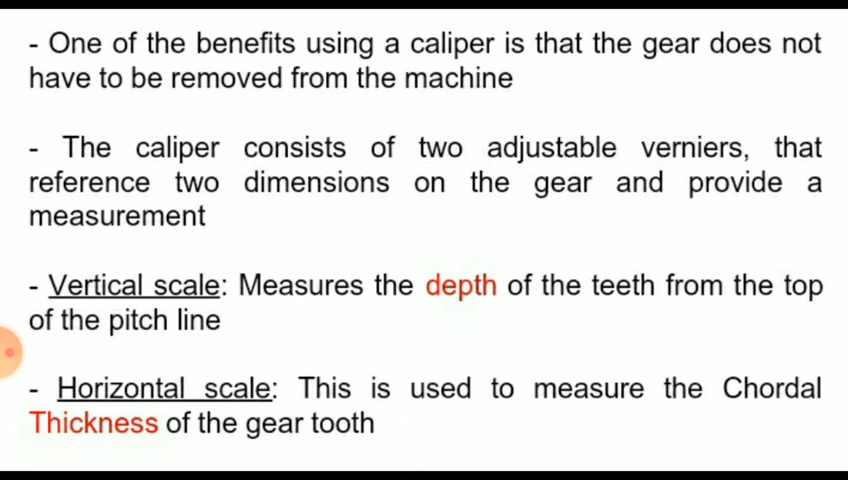 - One of the benefits using a caliper is that the gear does not
have to be removed from the machine
- The caliper consists of two adjustable verniers, that
reference two dimensions on the gear and provide a
measurement
- Vertical scale: Measures the depth of the teeth from the top
of the pitch line
- Horizontal scale: This is used to measure the Chordal
Thickness of the gear tooth